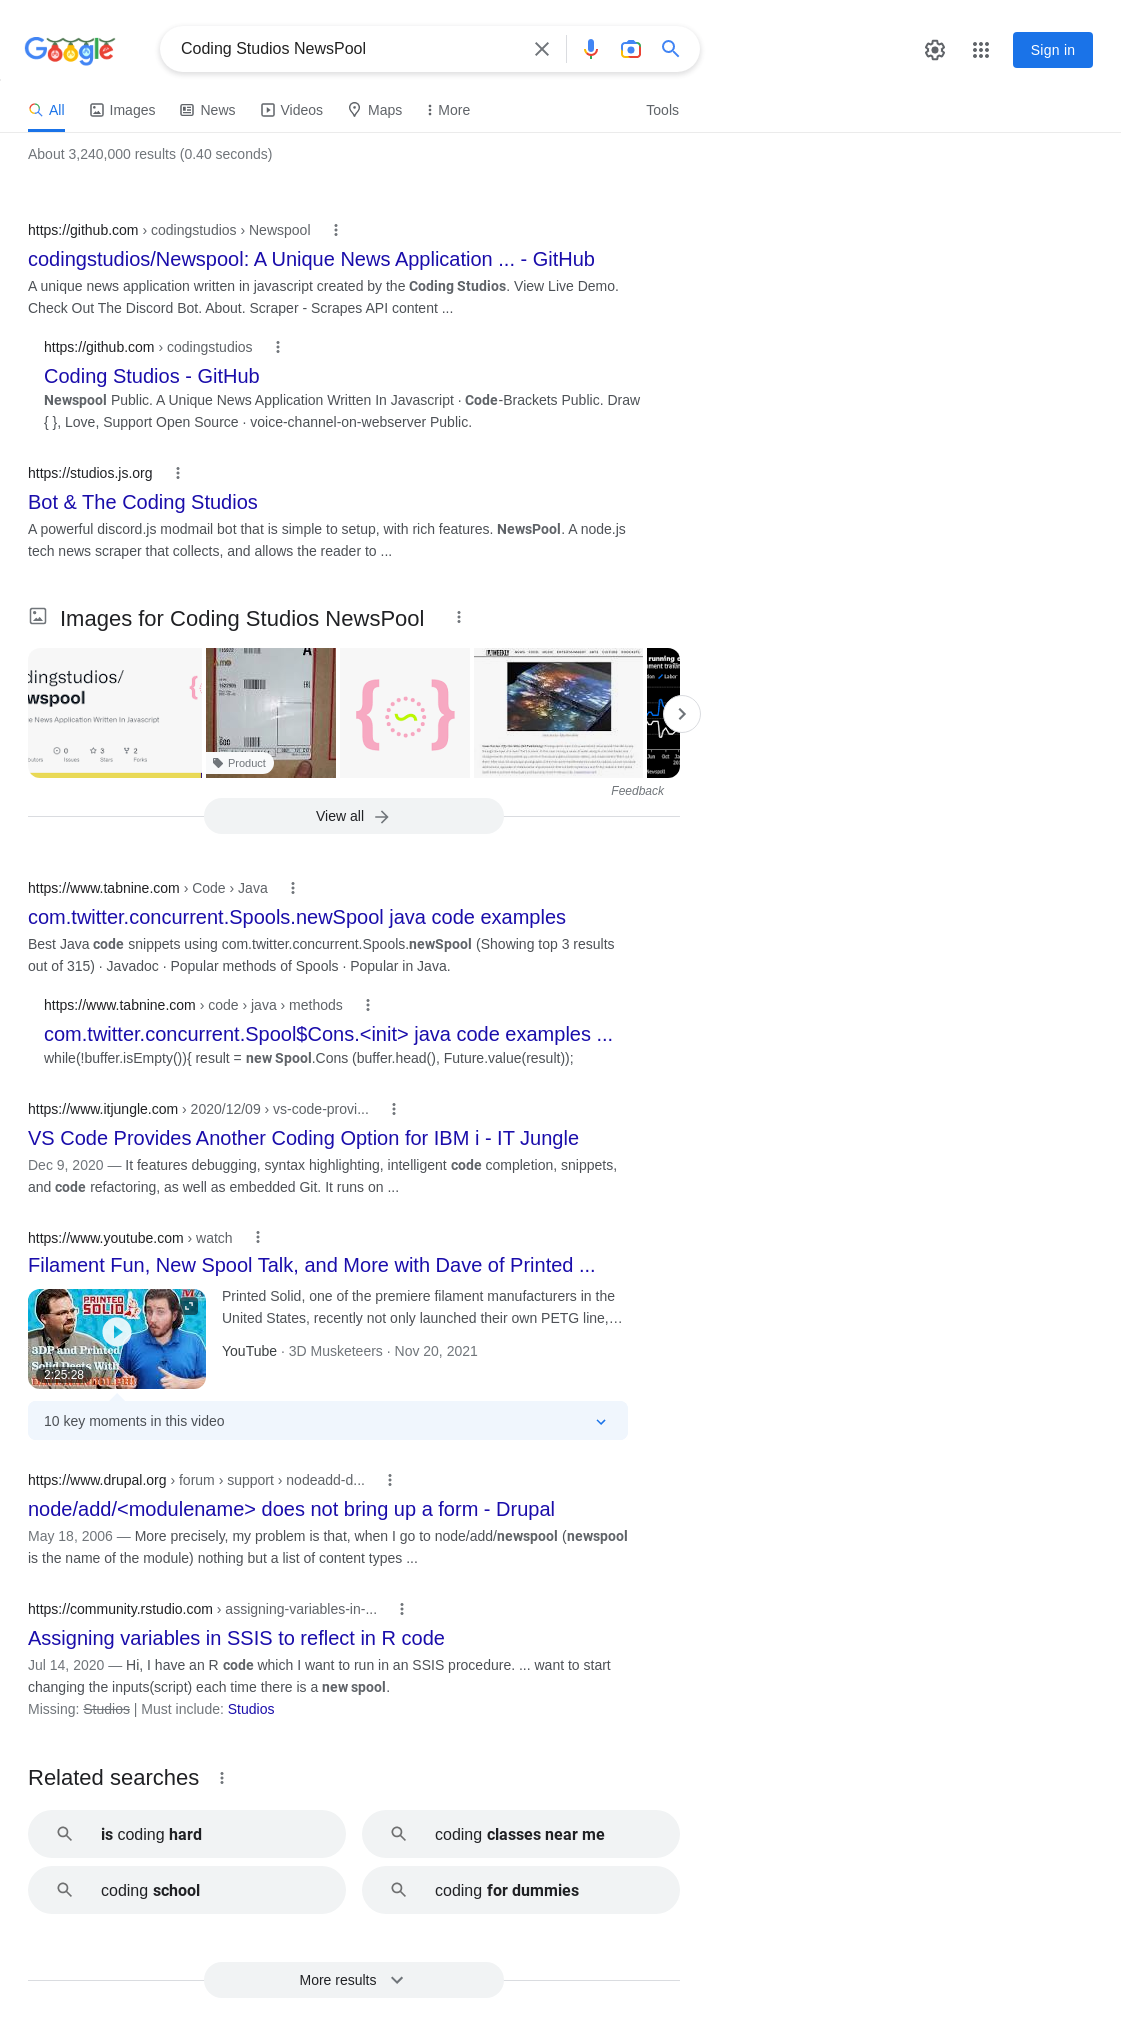 Google
Coding Studios NewsPool
Sign in
All
Images
News
Videos
Maps
More
Tools
About 3,240,000 results (0.40 seconds)
https://github.com › codingstudios › Newspool
codingstudios/Newspool: A Unique News Application ... - GitHub
A unique news application written in javascript created by the Coding Studios. View Live Demo.
Check Out The Discord Bot. About. Scraper - Scrapes API content ...
https://github.com › codingstudios
Coding Studios - GitHub
Newspool Public. A Unique News Application Written In Javascript · Code-Brackets Public. Draw
{ }, Love, Support Open Source · voice-channel-on-webserver Public.
https://studios.js.org
Bot & The Coding Studios
A powerful discord.js modmail bot that is simple to setup, with rich features. NewsPool. A node.js
tech news scraper that collects, and allows the reader to ...
Images for Coding Studios NewsPool
dingstudios/
wspool
e News Application Written In Javascript
0
3
2
Issues
Stars
Forks
Product
Feedback
View all
https://www.tabnine.com › Code › Java
com.twitter.concurrent.Spools.newSpool java code examples
Best Java code snippets using com.twitter.concurrent.Spools.newSpool (Showing top 3 results
out of 315) · Javadoc · Popular methods of Spools · Popular in Java.
https://www.tabnine.com › code › java › methods
com.twitter.concurrent.Spool$Cons.<init> java code examples ...
while(!buffer.isEmpty()){ result = new Spool.Cons (buffer.head(), Future.value(result));
https://www.itjungle.com › 2020/12/09 › vs-code-provi...
VS Code Provides Another Coding Option for IBM i - IT Jungle
Dec 9, 2020 — It features debugging, syntax highlighting, intelligent code completion, snippets,
and code refactoring, as well as embedded Git. It runs on ...
https://www.youtube.com › watch
Filament Fun, New Spool Talk, and More with Dave of Printed ...
PRINTED
SOLID
3DP and Printed
Solid Deets With
2:25:28
Printed Solid, one of the premiere filament manufacturers in the
United States, recently not only launched their own PETG line,…
YouTube · 3D Musketeers · Nov 20, 2021
10 key moments in this video
https://www.drupal.org › forum › support › nodeadd-d...
node/add/<modulename> does not bring up a form - Drupal
May 18, 2006 — More precisely, my problem is that, when I go to node/add/newspool (newspool
is the name of the module) nothing but a list of content types ...
https://community.rstudio.com › assigning-variables-in-...
Assigning variables in SSIS to reflect in R code
Jul 14, 2020 — Hi, I have an R code which I want to run in an SSIS procedure. ... want to start
changing the inputs(script) each time there is a new spool.
Missing: Studios | Must include: Studios
Related searches
is coding hard
coding classes near me
coding school
coding for dummies
More results